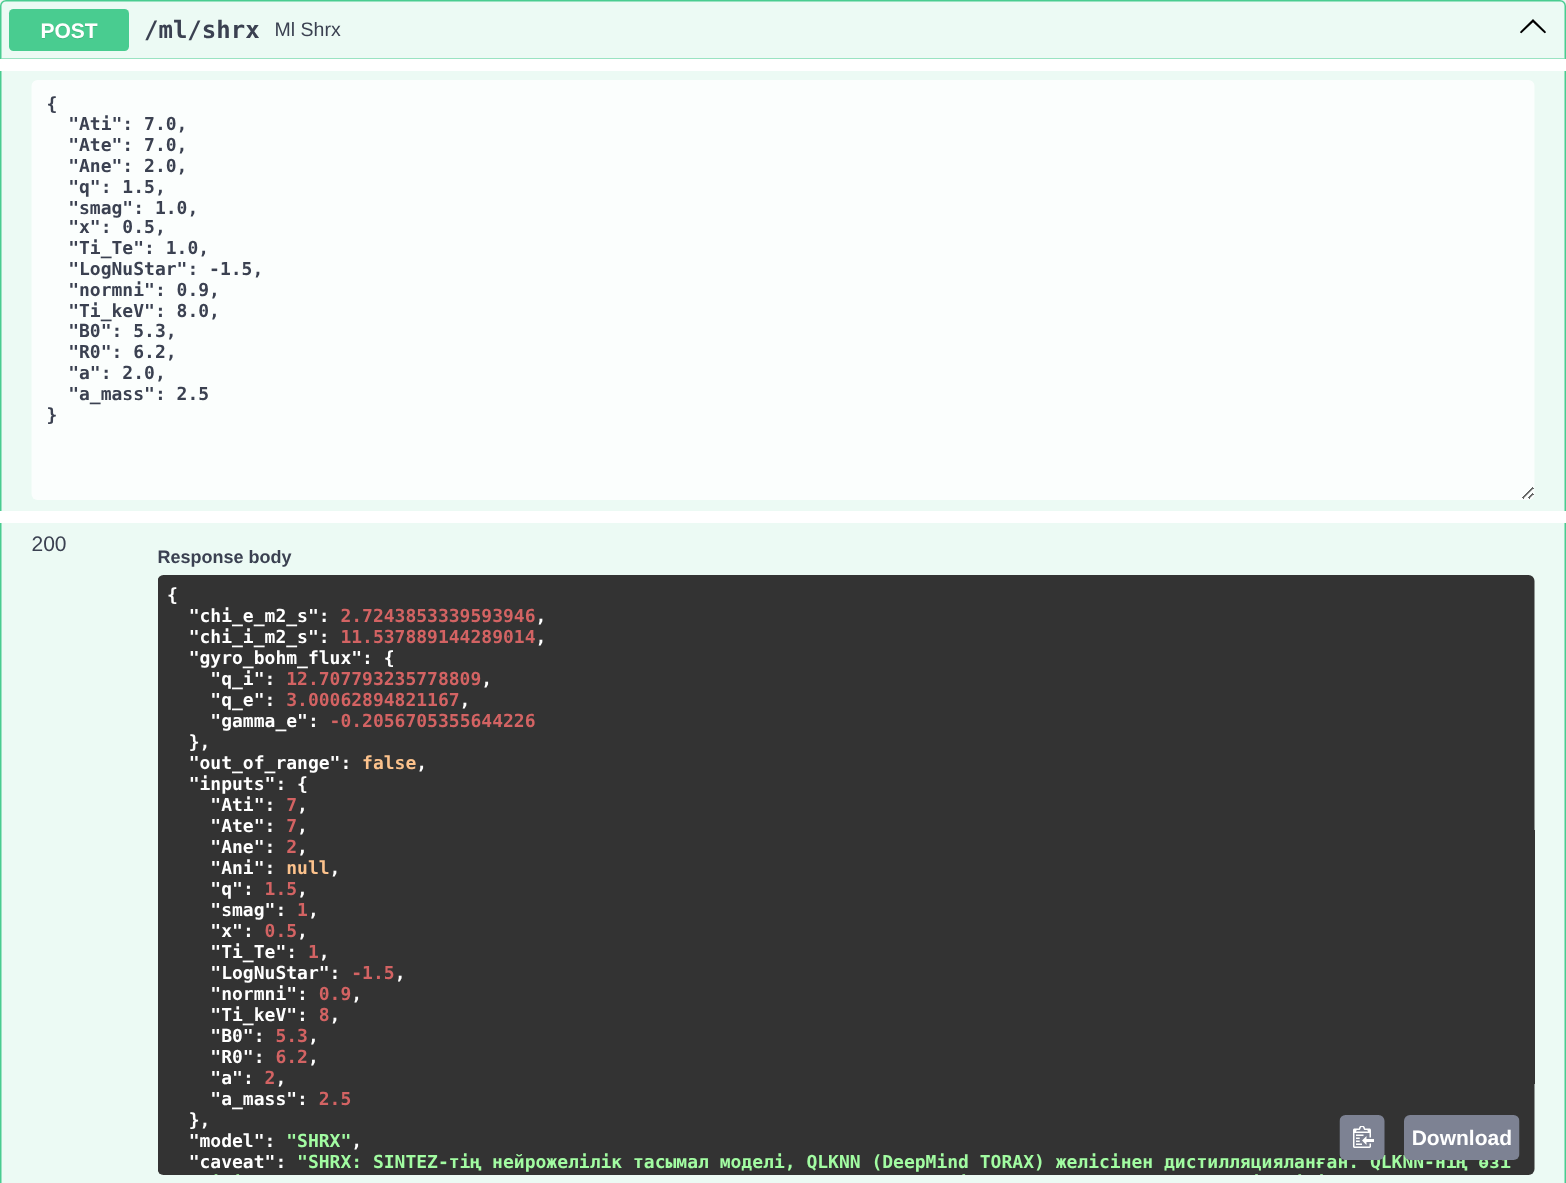 POST /ml/shrx Ml Shrx
{
  "Ati": 7.0,
  "Ate": 7.0,
  "Ane": 2.0,
  "q": 1.5,
  "smag": 1.0,
  "x": 0.5,
  "Ti_Te": 1.0,
  "LogNuStar": -1.5,
  "normni": 0.9,
  "Ti_keV": 8.0,
  "B0": 5.3,
  "R0": 6.2,
  "a": 2.0,
  "a_mass": 2.5
}
200
Response body
{
  "chi_e_m2_s": 2.7243853339593946,
  "chi_i_m2_s": 11.537889144289014,
  "gyro_bohm_flux": {
    "q_i": 12.707793235778809,
    "q_e": 3.00062894821167,
    "gamma_e": -0.2056705355644226
  },
  "out_of_range": false,
  "inputs": {
    "Ati": 7,
    "Ate": 7,
    "Ane": 2,
    "Ani": null,
    "q": 1.5,
    "smag": 1,
    "x": 0.5,
    "Ti_Te": 1,
    "LogNuStar": -1.5,
    "normni": 0.9,
    "Ti_keV": 8,
    "B0": 5.3,
    "R0": 6.2,
    "a": 2,
    "a_mass": 2.5
  },
  "model": "SHRX",
  "caveat": "SHRX: SINTEZ-тің нейрожелілік тасымал моделі, QLKNN (DeepMind TORAX) желісінен дистилляцияланған. QLKNN-нің өзі
Download